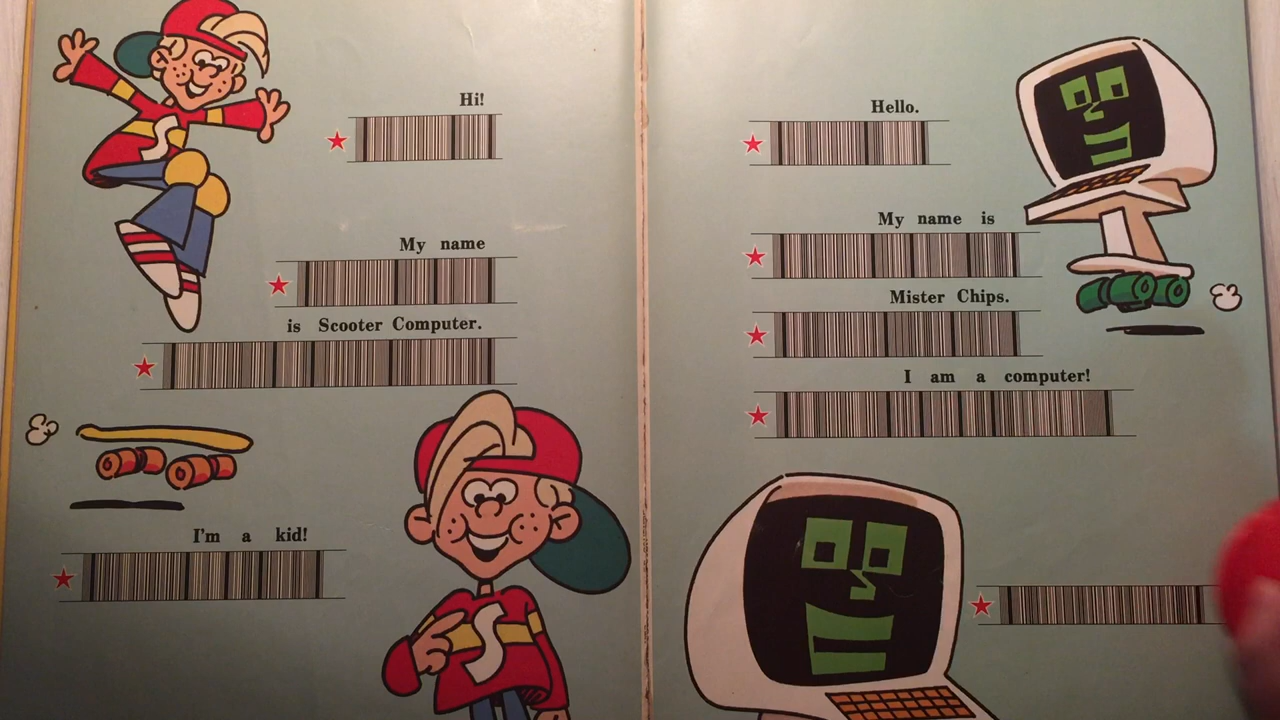 Hi!
My name
is Scooter Computer.
I'm a kid!
S
S
Hello.
My name is
Mister Chips.
I am a computer!